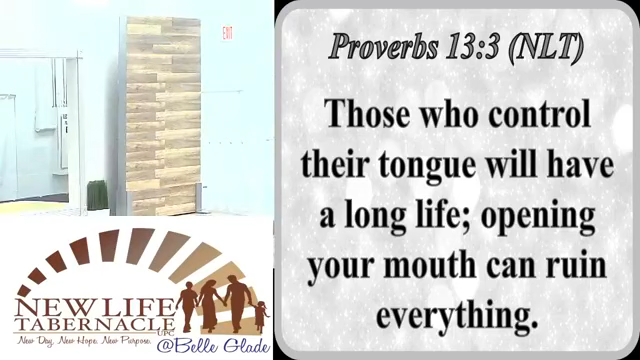 EXIT
Proverbs 13:3 (NLT)
Those who control
their tongue will have
a long life; opening
your mouth can ruin
everything.
NEW LIFE
TABERNACLE
UPC
New Day. New Hope. New Purpose.
@Belle Glade